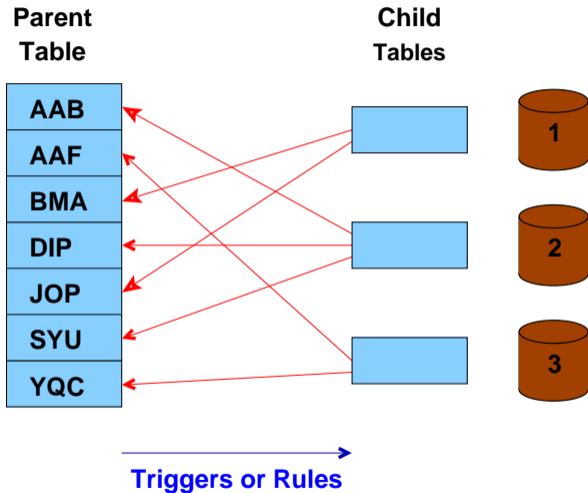 Parent
Table
Child
Tables
AAB
AAF
BMA
DIP
JOP
SYU
YQC
1
2
3
Triggers or Rules